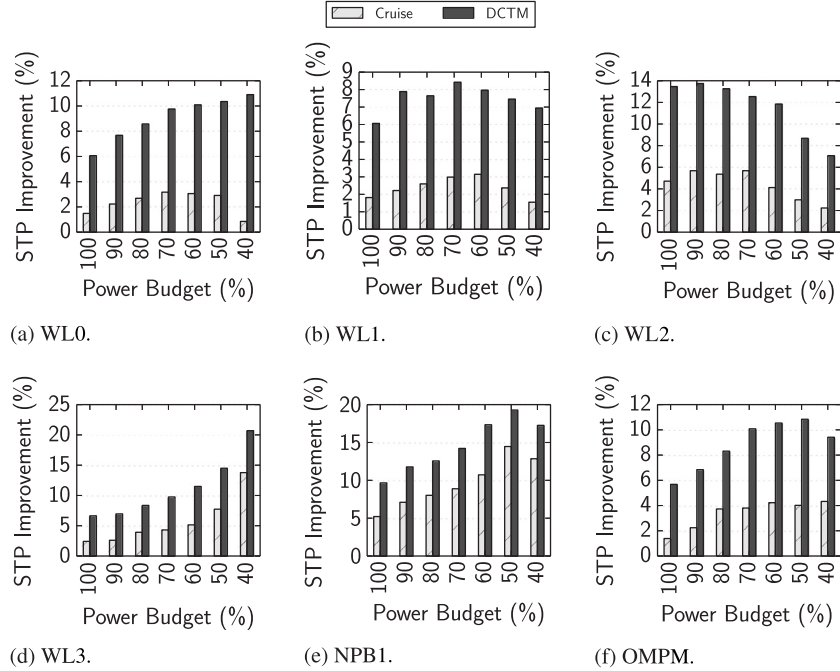 Cruise DCTM
STP Improvement (%)
12
10
8
6
4
2
0
100 90 80 70 60 50 40
Power Budget (%)
(a) WL0.
STP Improvement (%)
9
8
7
6
5
4
3
2
1
0
100 90 80 70 60 50 40
Power Budget (%)
(b) WL1.
STP Improvement (%)
14
12
10
8
6
4
2
0
100 90 80 70 60 50 40
Power Budget (%)
(c) WL2.
STP Improvement (%)
25
20
15
10
5
0
100 90 80 70 60 50 40
Power Budget (%)
(d) WL3.
STP Improvement (%)
20
15
10
5
0
100 90 80 70 60 50 40
Power Budget (%)
(e) NPB1.
STP Improvement (%)
12
10
8
6
4
2
0
100 90 80 70 60 50 40
Power Budget (%)
(f) OMPM.